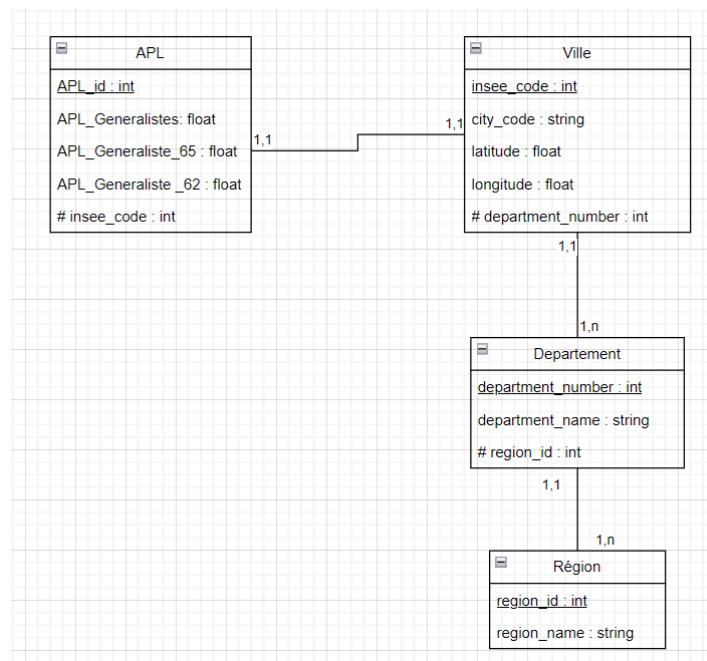 APL
APL_id : int
APL_Generalistes: float
APL_Generaliste_65 : float
APL_Generaliste _62 : float
# insee_code : int
1,1
1,1
Ville
insee_code : int
city_code : string
latitude : float
longitude : float
# department_number : int
1,1
1,n
Departement
department_number : int
department_name : string
# region_id : int
1,1
1,n
Région
region_id : int
region_name : string